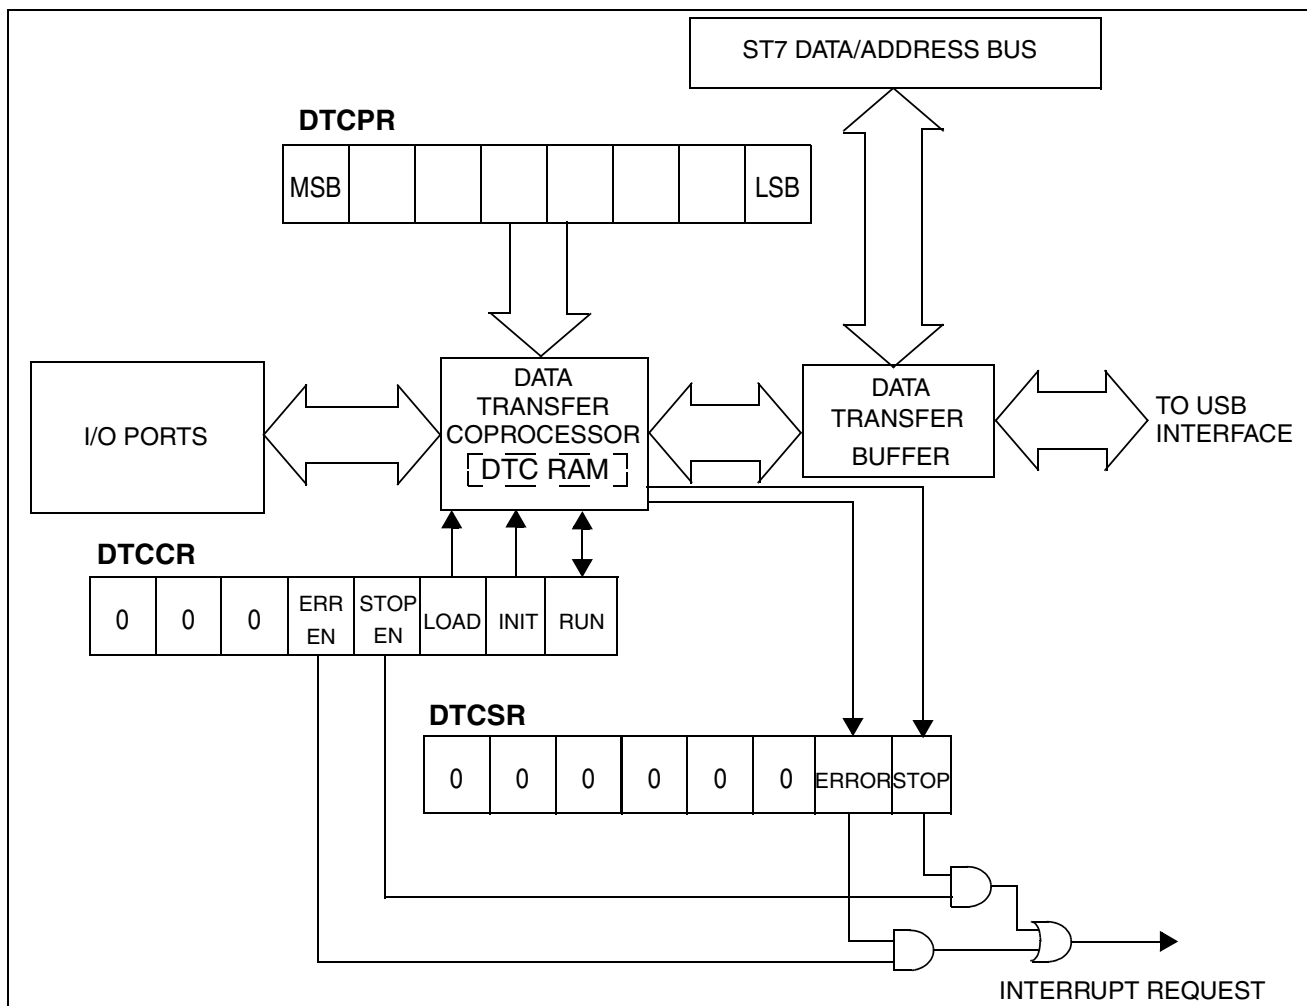 ST7 DATA/ADDRESS BUS
DTCPR
MSB LSB
I/O PORTS
DATA
TRANSFER
COPROCESSOR
DTC RAM
DATA
TRANSFER
BUFFER
TO USB
INTERFACE
DTCCR
0 0 0 ERR EN STOP EN LOAD INIT RUN
DTCSR
0 0 0 0 0 0 ERROR STOP
INTERRUPT REQUEST